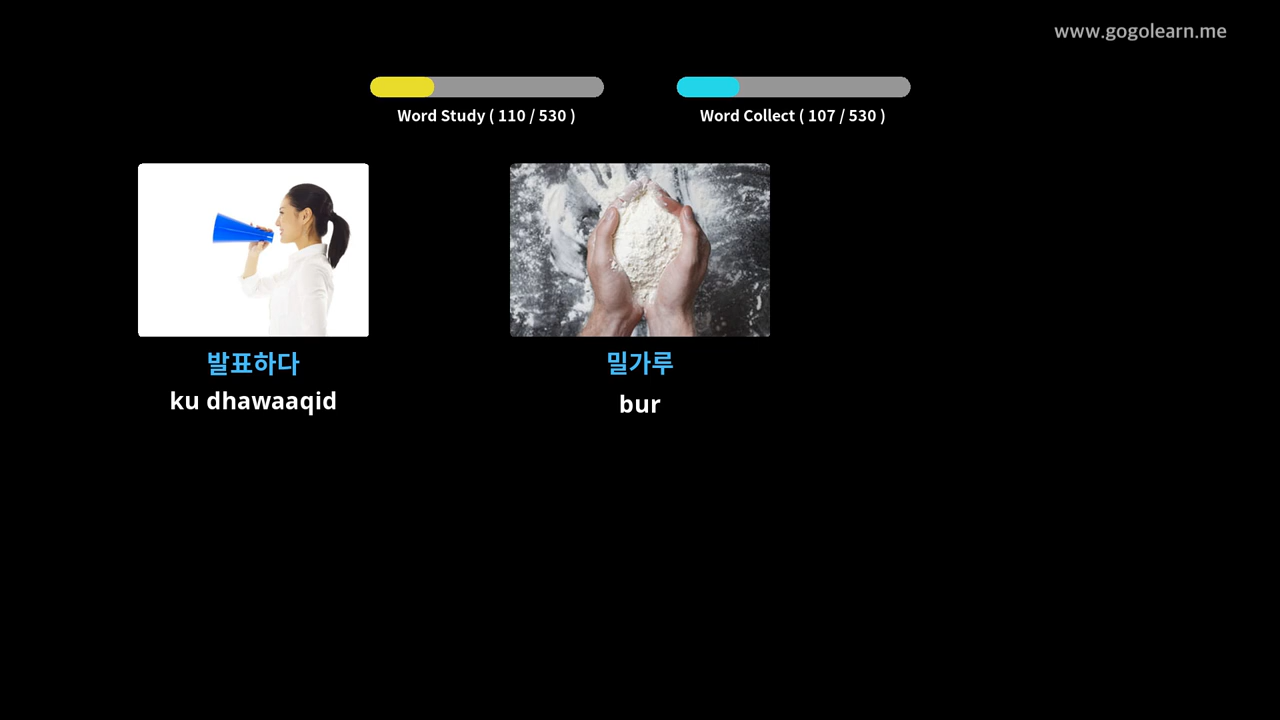 www.gogolearn.me
Word Study ( 110 / 530 )
Word Collect ( 107 / 530 )
발표하다
ku dhawaaqid
밀가루
bur